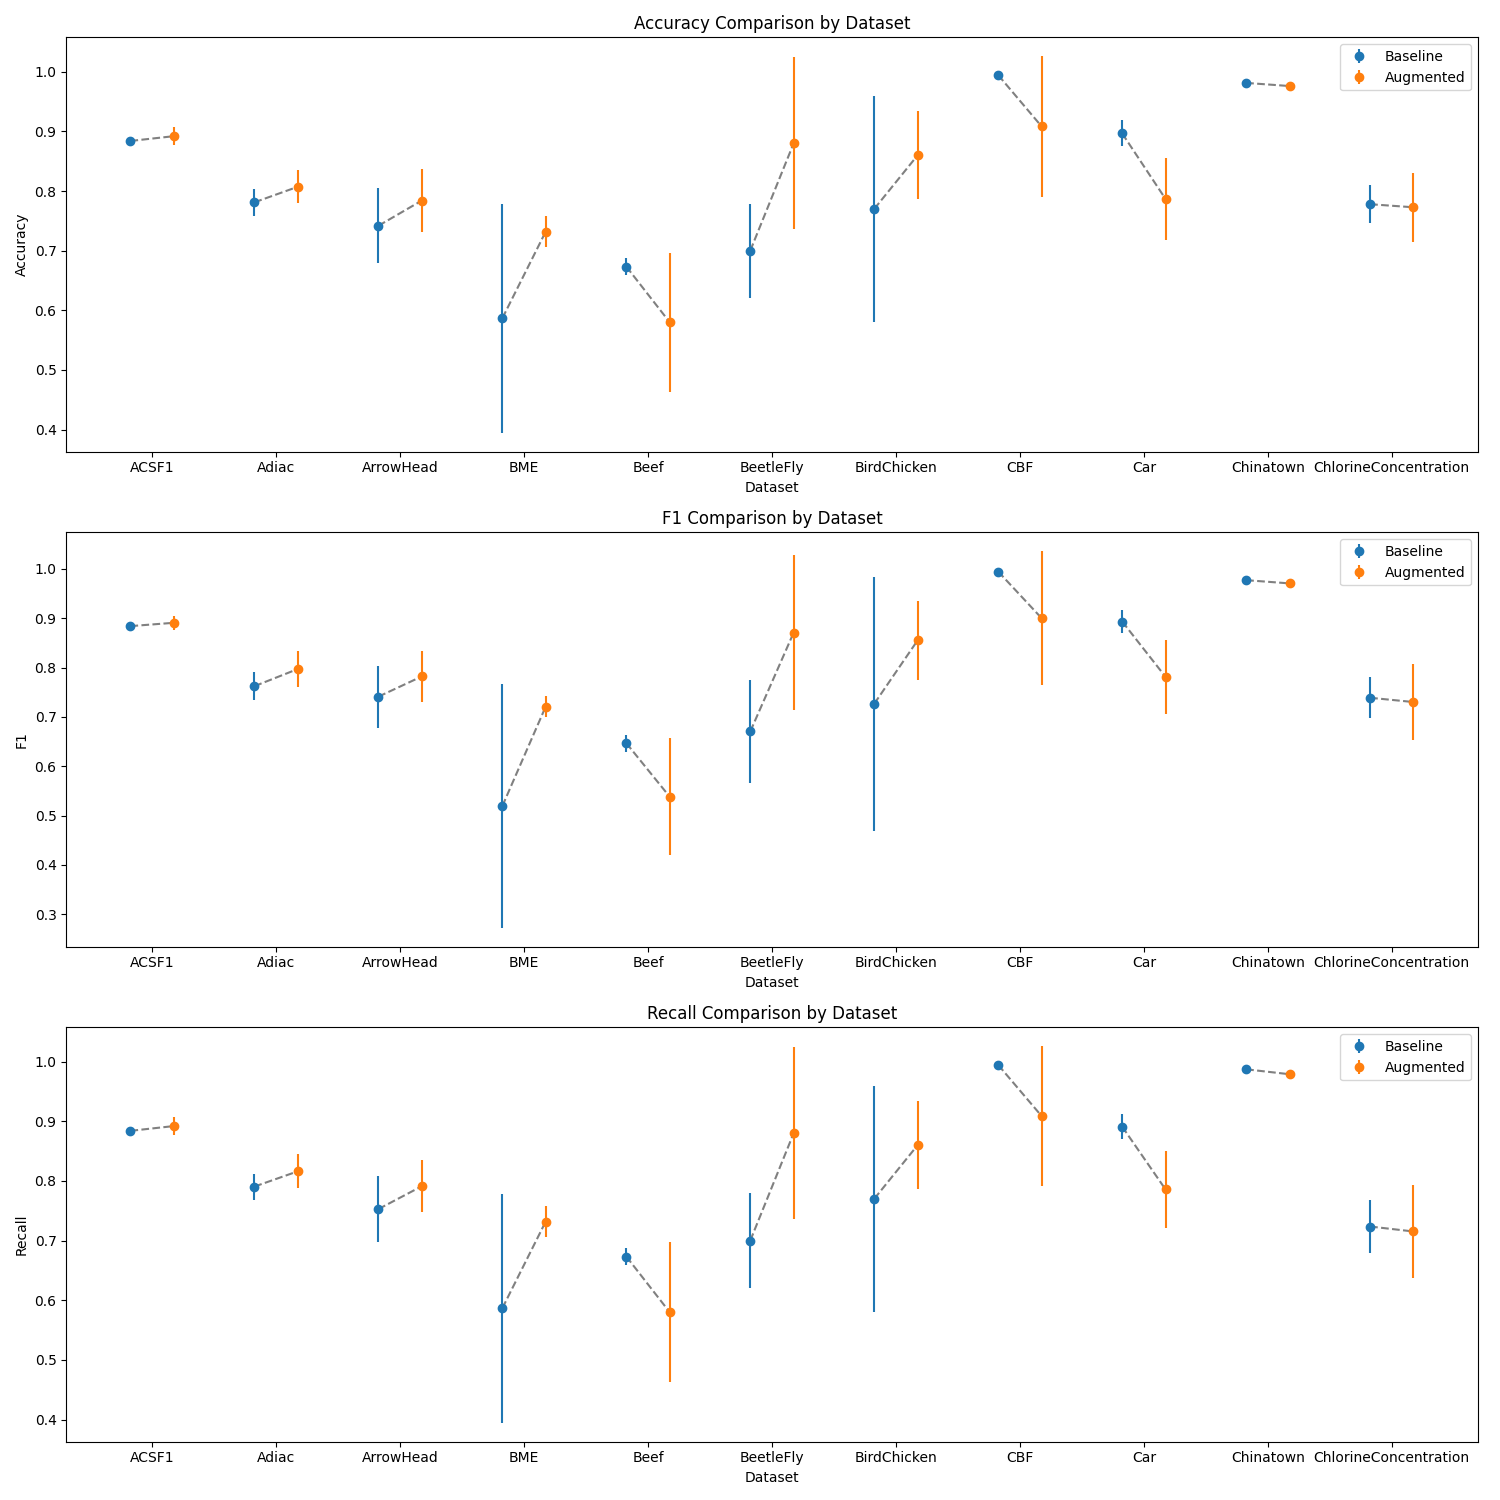 Accuracy Comparison by Dataset
Baseline
Augmented
1.0
0.9
0.8
0.7
0.6
0.5
0.4
Accuracy
ACSF1 Adiac ArrowHead BME Beef BeetleFly BirdChicken CBF Car Chinatown ChlorineConcentration
Dataset
F1 Comparison by Dataset
Baseline
Augmented
1.0
0.9
0.8
0.7
0.6
0.5
0.4
0.3
F1
ACSF1 Adiac ArrowHead BME Beef BeetleFly BirdChicken CBF Car Chinatown ChlorineConcentration
Dataset
Recall Comparison by Dataset
Baseline
Augmented
1.0
0.9
0.8
0.7
0.6
0.5
0.4
Recall
ACSF1 Adiac ArrowHead BME Beef BeetleFly BirdChicken CBF Car Chinatown ChlorineConcentration
Dataset